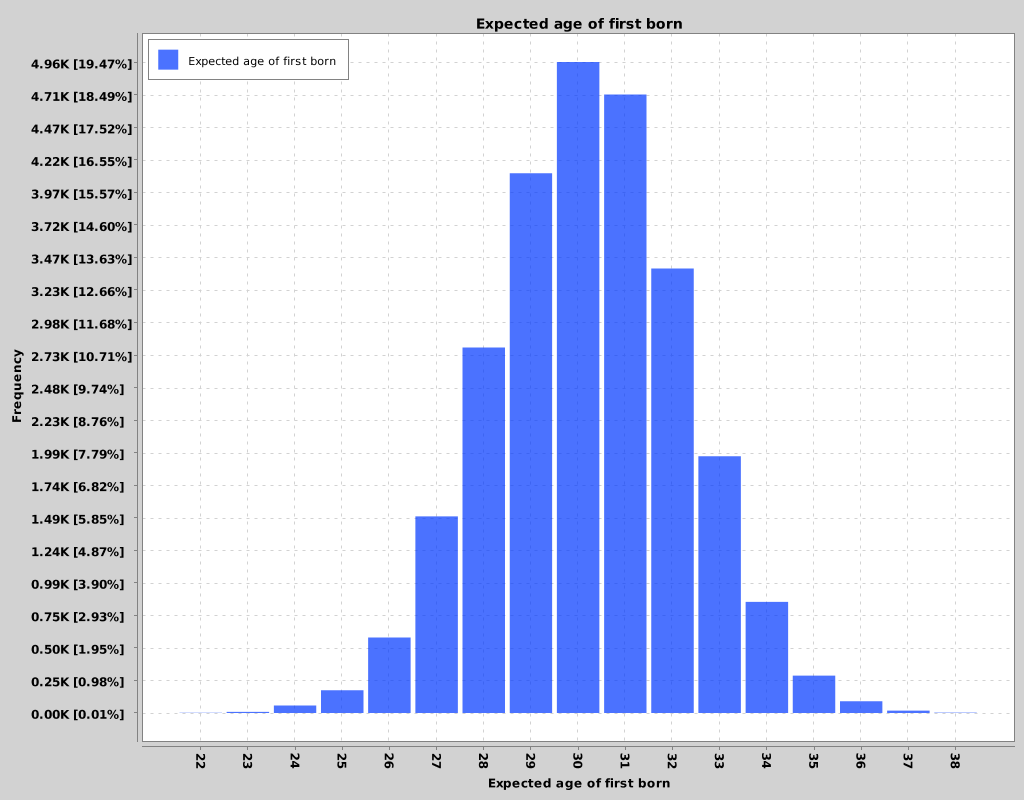 Expected age of first born
Expected age of first born
4.96K [19.47%]
4.71K [18.49%]
4.47K [17.52%]
4.22K [16.55%]
3.97K [15.57%]
3.72K [14.60%]
3.47K [13.63%]
3.23K [12.66%]
2.98K [11.68%]
2.73K [10.71%]
2.48K [9.74%]
2.23K [8.76%]
1.99K [7.79%]
1.74K [6.82%]
1.49K [5.85%]
1.24K [4.87%]
0.99K [3.90%]
0.75K [2.93%]
0.50K [1.95%]
0.25K [0.98%]
0.00K [0.01%]
Frequency
22 23 24 25 26 27 28 29 30 31 32 33 34 35 36 37 38
Expected age of first born